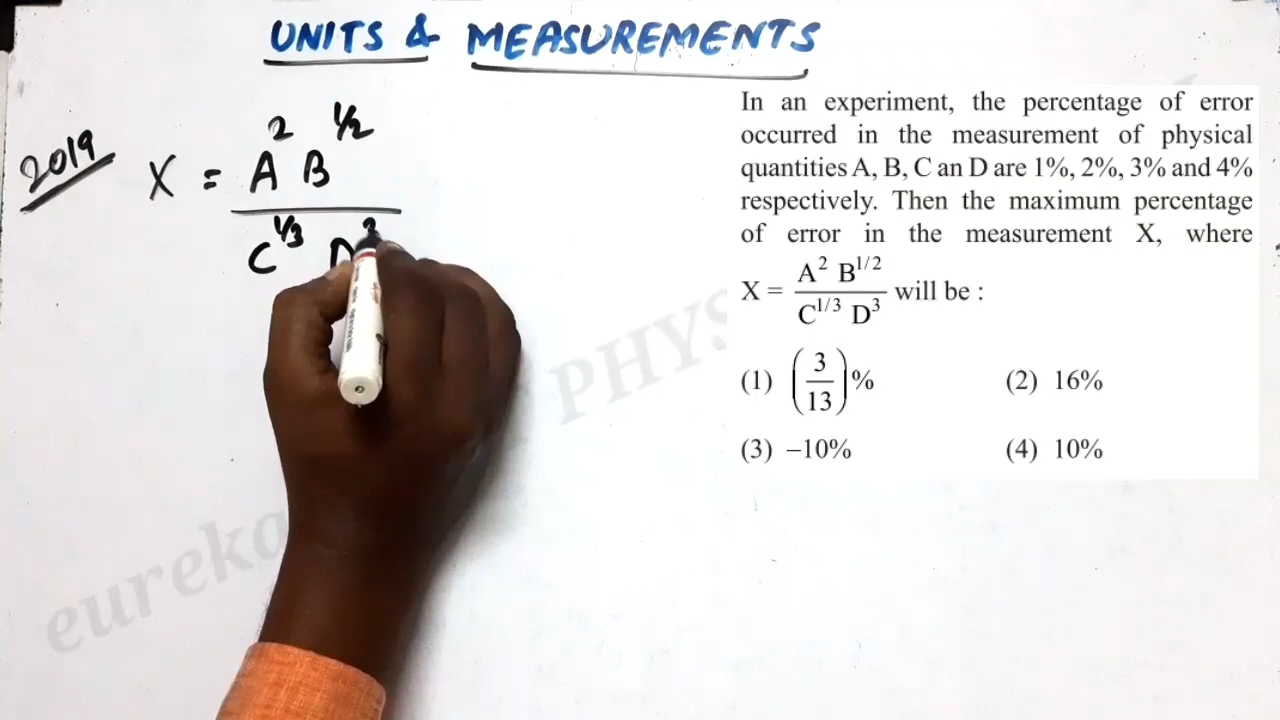 UNITS & MEASUREMENTS
2019
X = A² B^1/2
C^1/3 D³
In an experiment, the percentage of error
occurred in the measurement of physical
quantities A, B, C an D are 1%, 2%, 3% and 4%
respectively. Then the maximum percentage
of error in the measurement X, where
X = A² B^1/2 / C^1/3 D³ will be :
(1) (3/13)% (2) 16%
(3) –10% (4) 10%
eureka
PHYS